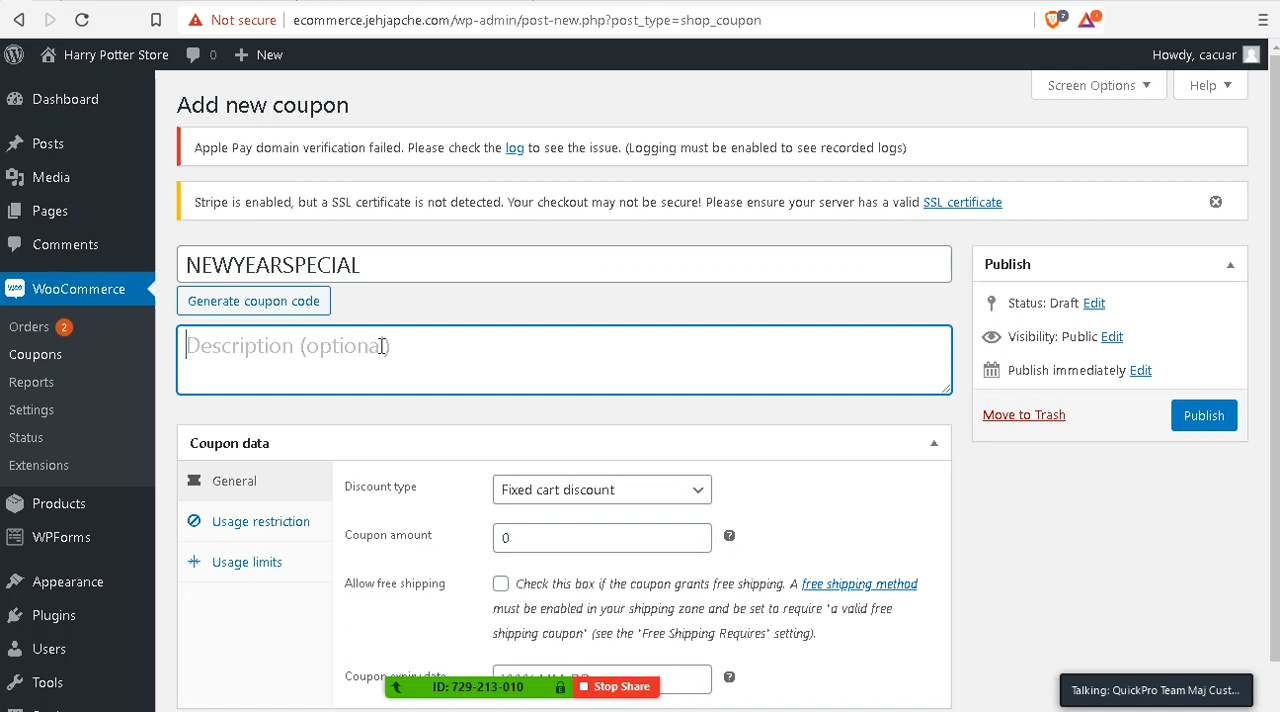 Not secure
ecommerce.jehjapche.com/wp-admin/post-new.php?post_type=shop_coupon
2
1
Harry Potter Store
0
New
Howdy, cacuar
Dashboard
Posts
Media
Pages
Comments
WooCommerce
Orders 2
Coupons
Reports
Settings
Status
Extensions
Products
WPForms
Appearance
Plugins
Users
Tools
Screen Options
Help
Add new coupon
Apple Pay domain verification failed. Please check the log to see the issue. (Logging must be enabled to see recorded logs)
Stripe is enabled, but a SSL certificate is not detected. Your checkout may not be secure! Please ensure your server has a valid SSL certificate
NEWYEARSPECIAL
Generate coupon code
Description (optional)
Publish
Status: Draft Edit
Visibility: Public Edit
Publish immediately Edit
Move to Trash
Publish
Coupon data
General
Usage restriction
Usage limits
Discount type
Fixed cart discount
Coupon amount
0
Allow free shipping
Check this box if the coupon grants free shipping. A free shipping method
must be enabled in your shipping zone and be set to require "a valid free
shipping coupon" (see the "Free Shipping Requires" setting).
Coupon expiry date
ID: 729-213-010
Stop Share
Talking: QuickPro Team Maj Cust...